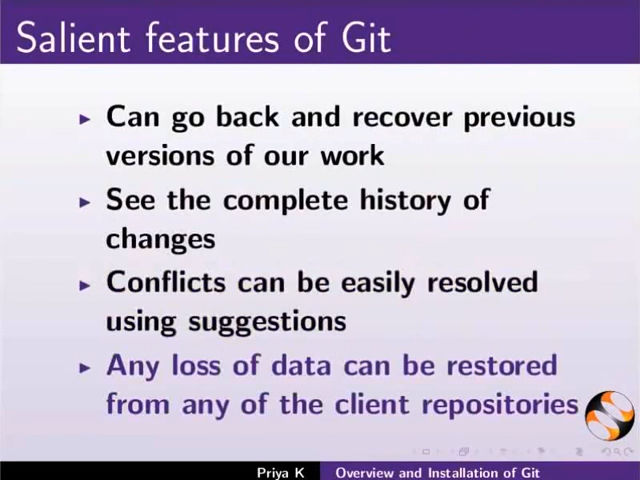 Salient features of Git
Can go back and recover previous
versions of our work
See the complete history of
changes
Conflicts can be easily resolved
using suggestions
Any loss of data can be restored
from any of the client repositories
Priya K
Overview and Installation of Git